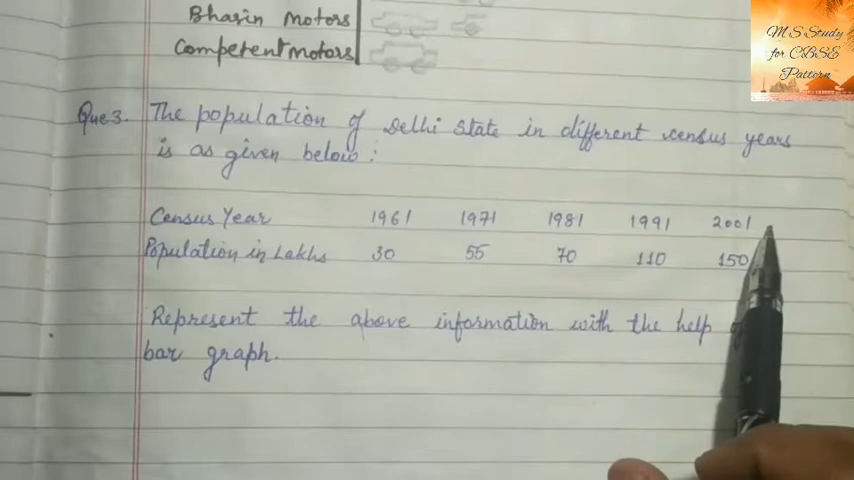 Bhasin Motors
Competent Motors
MS Study
for CBSE
Pattern
Que 3. The population of Delhi State in different census years
is as given below :
Census Year 1961 1971 1981 1991 2001
Population in Lakhs 30 55 70 110 150
Represent the above information with the help
bar graph.